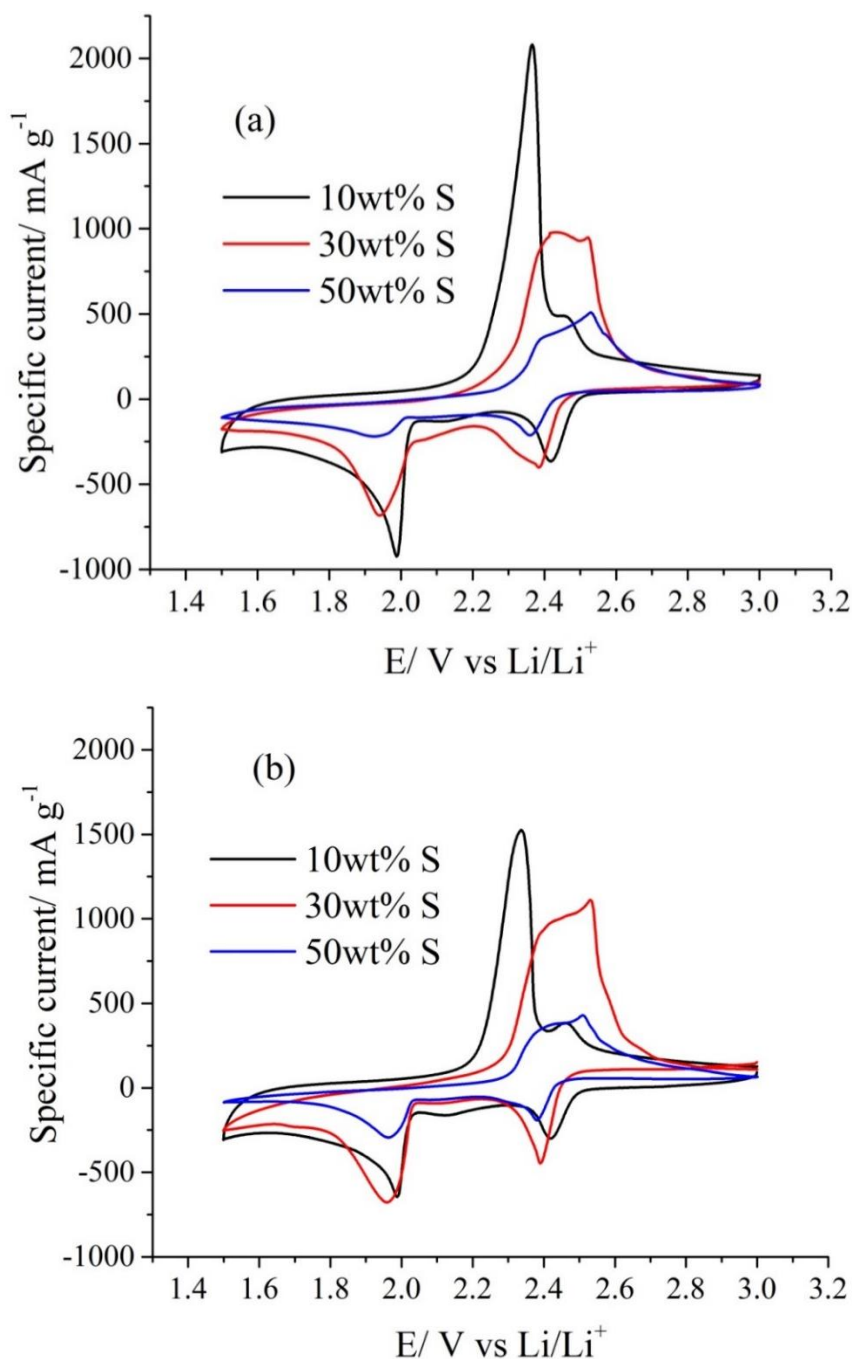 2000
1500
1000
500
0
-500
-1000
Specific current/ mA g⁻¹
(a)
10wt% S
30wt% S
50wt% S
1.4 1.6 1.8 2.0 2.2 2.4 2.6 2.8 3.0 3.2
E/ V vs Li/Li⁺
2000
1500
1000
500
0
-500
-1000
Specific current/ mA g⁻¹
(b)
10wt% S
30wt% S
50wt% S
1.4 1.6 1.8 2.0 2.2 2.4 2.6 2.8 3.0 3.2
E/ V vs Li/Li⁺